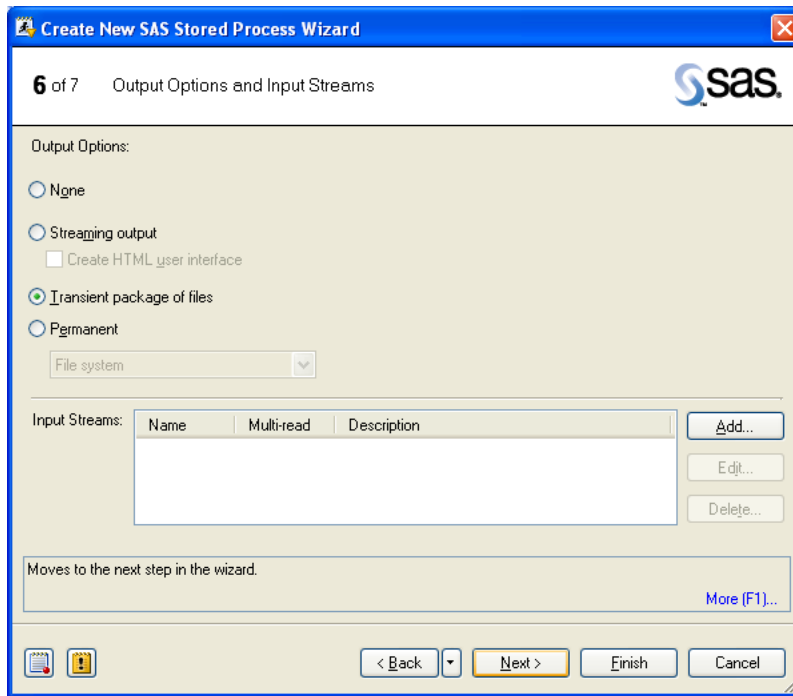 Create New SAS Stored Process Wizard
6 of 7 Output Options and Input Streams
sas.
Output Options:
None
Streaming output
Create HTML user interface
Transient package of files
Permanent
File system
Input Streams:
Name Multi-read Description
Add...
Edit...
Delete...
Moves to the next step in the wizard.
More (F1)...
< Back Next > Finish Cancel